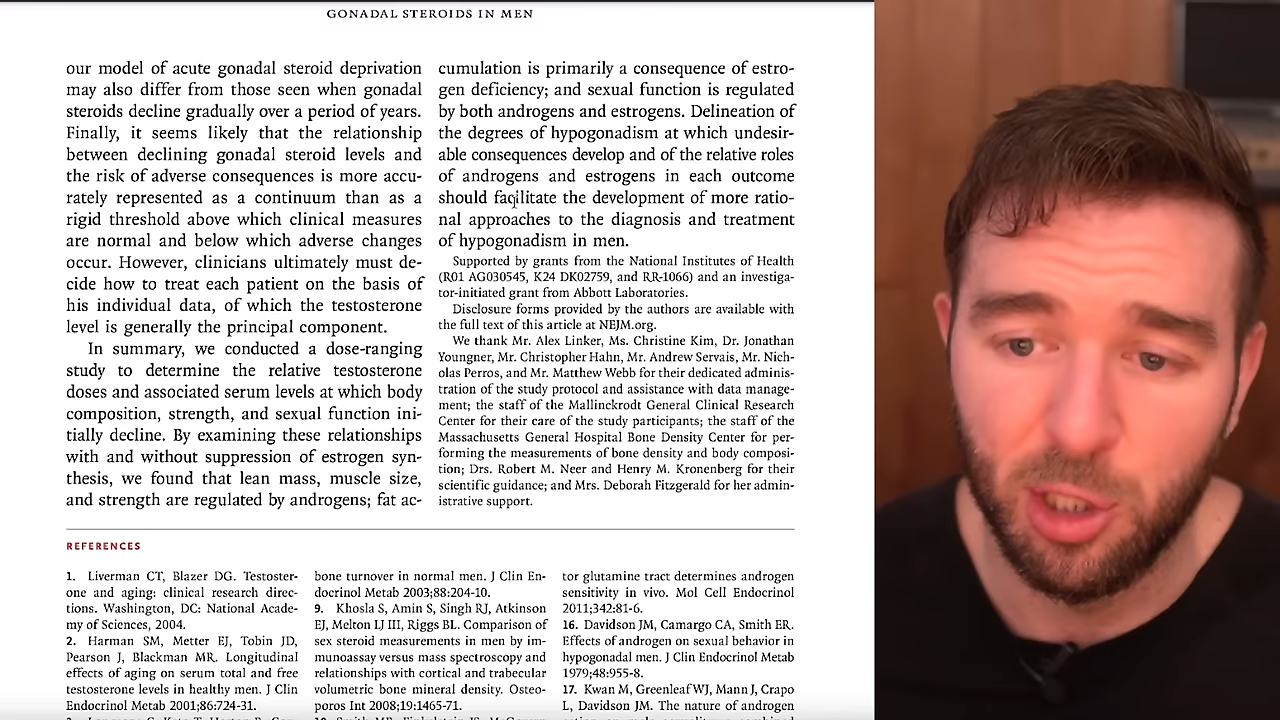 GONADAL STEROIDS IN MEN
our model of acute gonadal steroid deprivation
may also differ from those seen when gonadal
steroids decline gradually over a period of years.
Finally, it seems likely that the relationship
between declining gonadal steroid levels and
the risk of adverse consequences is more accu-
rately represented as a continuum than as a
rigid threshold above which clinical measures
are normal and below which adverse changes
occur. However, clinicians ultimately must de-
cide how to treat each patient on the basis of
his individual data, of which the testosterone
level is generally the principal component.
In summary, we conducted a dose-ranging
study to determine the relative testosterone
doses and associated serum levels at which body
composition, strength, and sexual function ini-
tially decline. By examining these relationships
with and without suppression of estrogen syn-
thesis, we found that lean mass, muscle size,
and strength are regulated by androgens; fat ac-
cumulation is primarily a consequence of estro-
gen deficiency; and sexual function is regulated
by both androgens and estrogens. Delineation of
the degrees of hypogonadism at which undesir-
able consequences develop and of the relative roles
of androgens and estrogens in each outcome
should facilitate the development of more ratio-
nal approaches to the diagnosis and treatment
of hypogonadism in men.
Supported by grants from the National Institutes of Health
(R01 AG030545, K24 DK02759, and RR-1066) and an investiga-
tor-initiated grant from Abbott Laboratories.
Disclosure forms provided by the authors are available with
the full text of this article at NEJM.org.
We thank Mr. Alex Linker, Ms. Christine Kim, Dr. Jonathan
Youngner, Mr. Christopher Hahn, Mr. Andrew Servais, Mr. Nich-
olas Perros, and Mr. Matthew Webb for their dedicated adminis-
tration of the study protocol and assistance with data manage-
ment; the staff of the Mallinckrodt General Clinical Research
Center for their care of the study participants; the staff of the
Massachusetts General Hospital Bone Density Center for per-
forming the measurements of bone density and body composi-
tion; Drs. Robert M. Neer and Henry M. Kronenberg for their
scientific guidance; and Mrs. Deborah Fitzgerald for her admin-
istrative support.
REFERENCES
1. Liverman CT, Blazer DG. Testoster-
one and aging: clinical research direc-
tions. Washington, DC: National Acade-
my of Sciences, 2004.
2. Harman SM, Metter EJ, Tobin JD,
Pearson J, Blackman MR. Longitudinal
effects of aging on serum total and free
testosterone levels in healthy men. J Clin
Endocrinol Metab 2001;86:724-31.
bone turnover in normal men. J Clin En-
docrinol Metab 2003;88:204-10.
9. Khosla S, Amin S, Singh RJ, Atkinson
EJ, Melton LJ III, Riggs BL. Comparison of
sex steroid measurements in men by im-
munoassay versus mass spectroscopy and
relationships with cortical and trabecular
volumetric bone mineral density. Osteo-
poros Int 2008;19:1465-71.
tor glutamine tract determines androgen
sensitivity in vivo. Mol Cell Endocrinol
2011;342:81-6.
16. Davidson JM, Camargo CA, Smith ER.
Effects of androgen on sexual behavior in
hypogonadal men. J Clin Endocrinol Metab
1979;48:955-8.
17. Kwan M, Greenleaf WJ, Mann J, Crapo
L, Davidson JM. The nature of androgen